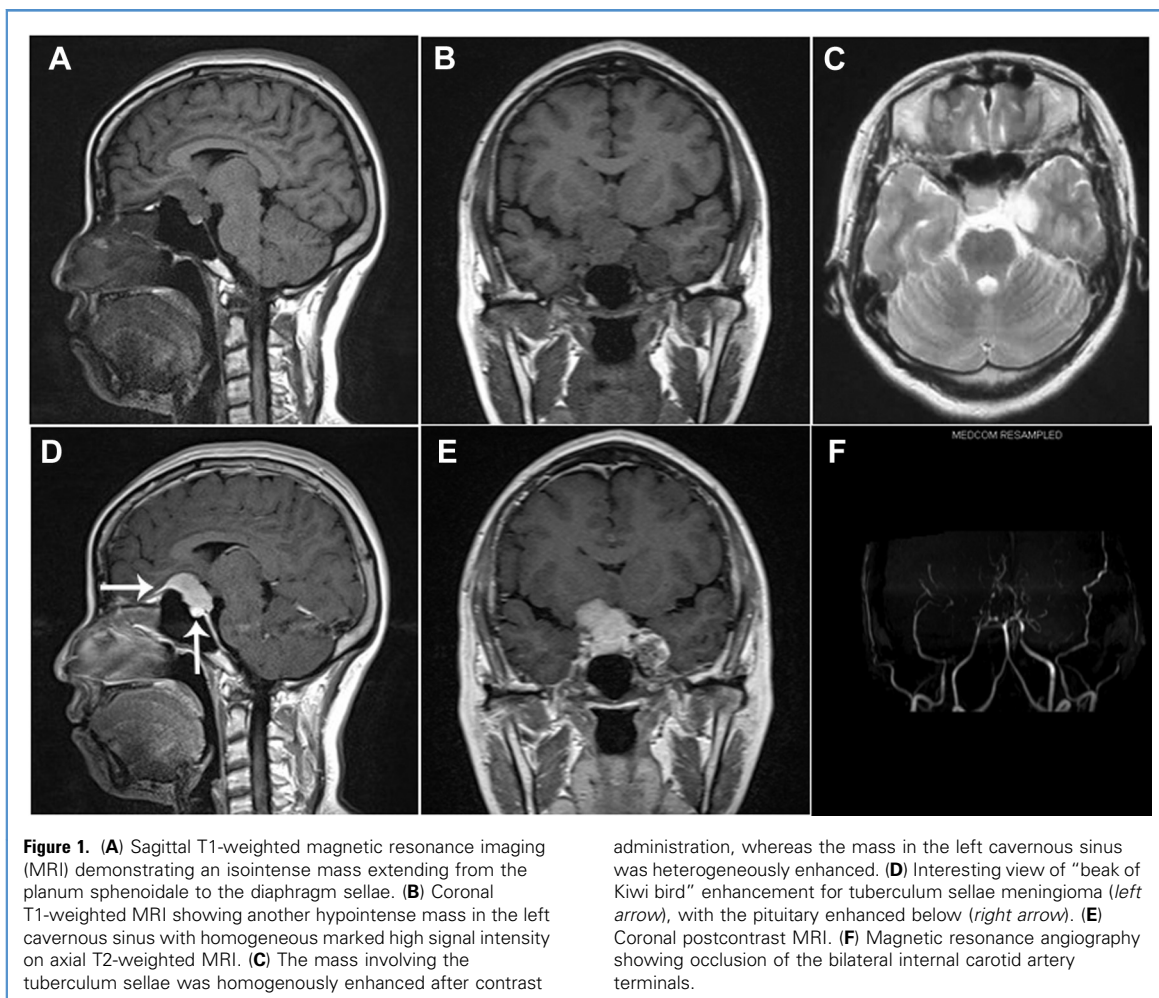 A
B
C
D
E
MEDCOM RESAMPLED
F
Figure 1. (A) Sagittal T1-weighted magnetic resonance imaging
(MRI) demonstrating an isointense mass extending from the
planum sphenoidale to the diaphragm sellae. (B) Coronal
T1-weighted MRI showing another hypointense mass in the left
cavernous sinus with homogeneous marked high signal intensity
on axial T2-weighted MRI. (C) The mass involving the
tuberculum sellae was homogenously enhanced after contrast
administration, whereas the mass in the left cavernous sinus
was heterogeneously enhanced. (D) Interesting view of “beak of
Kiwi bird” enhancement for tuberculum sellae meningioma (left
arrow), with the pituitary enhanced below (right arrow). (E)
Coronal postcontrast MRI. (F) Magnetic resonance angiography
showing occlusion of the bilateral internal carotid artery
terminals.